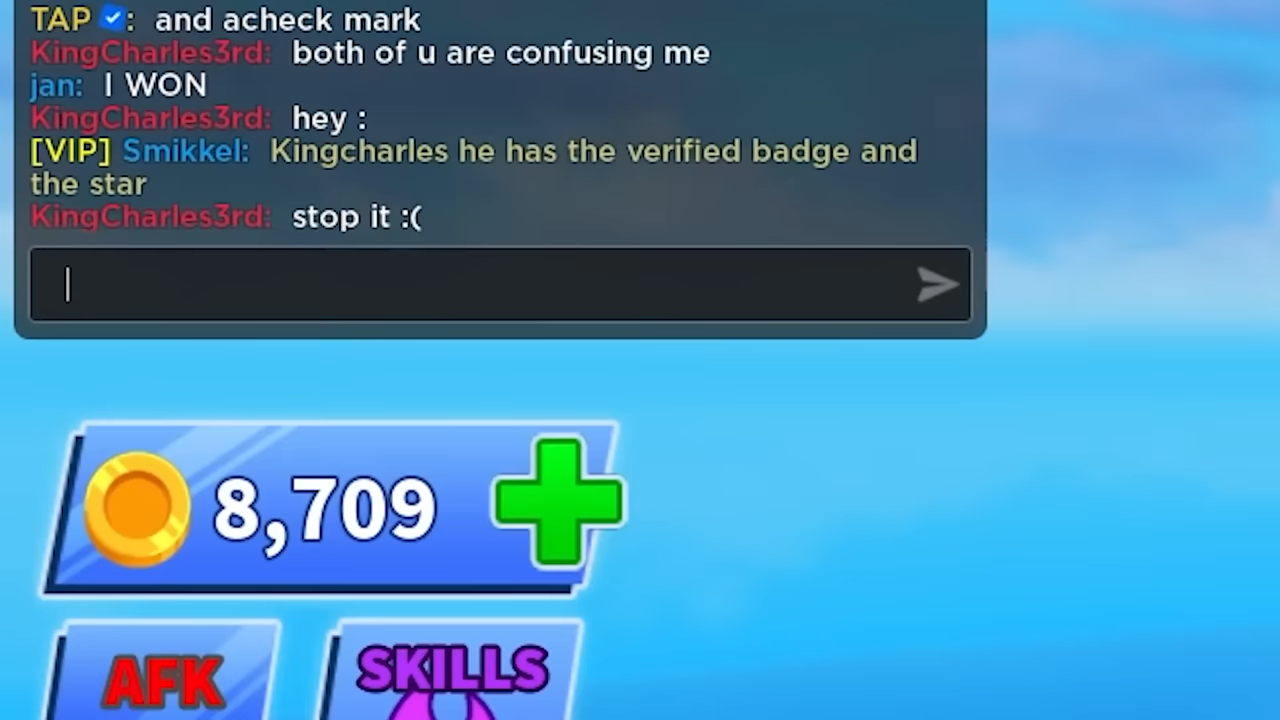 TAP : and acheck mark
KingCharles3rd: both of u are confusing me
jan: I WON
KingCharles3rd: hey :
[VIP] Smikkel: Kingcharles he has the verified badge and
the star
KingCharles3rd: stop it :(
8,709
AFK
SKILLS